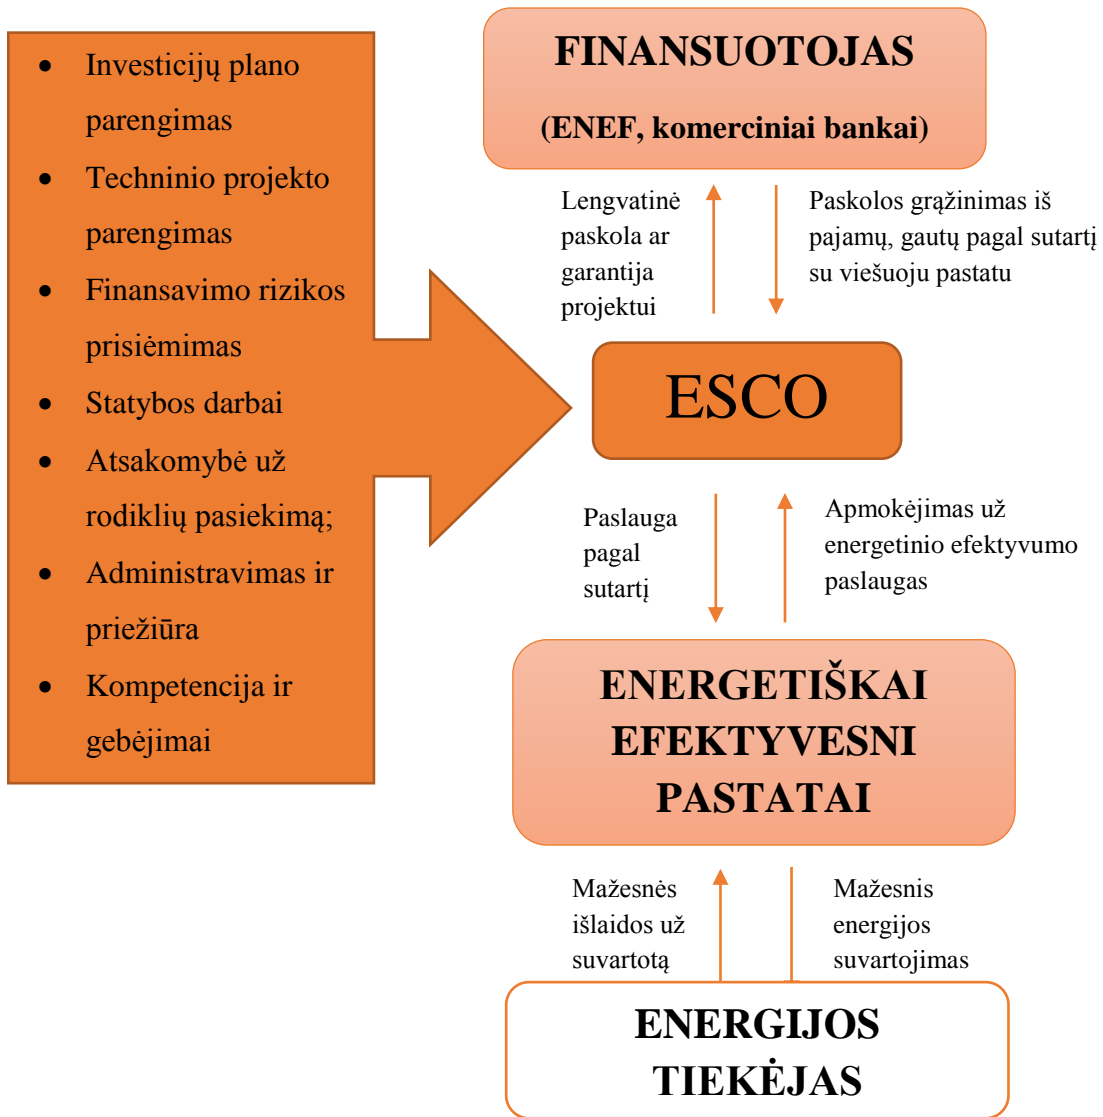 • Investicijų plano
parengimas
• Techninio projekto
parengimas
• Finansavimo rizikos
prisiėmimas
• Statybos darbai
• Atsakomybė už
rodiklių pasiekimą;
• Administravimas ir
priežiūra
• Kompetencija ir
gebėjimai
FINANSUOTOJAS
(ENEF, komerciniai bankai)
Lengvatinė
paskola ar
garantija
projektui
Paskolos grąžinimas iš
pajamų, gautų pagal sutartį
su viešuoju pastatu
ESCO
Paslauga
pagal
sutartį
Apmokėjimas už
energetinio efektyvumo
paslaugas
ENERGETIŠKAI
EFEKTYVESNI
PASTATAI
Mažesnės
išlaidos už
suvartotą
Mažesnis
energijos
suvartojimas
ENERGIJOS
TIEKĖJAS